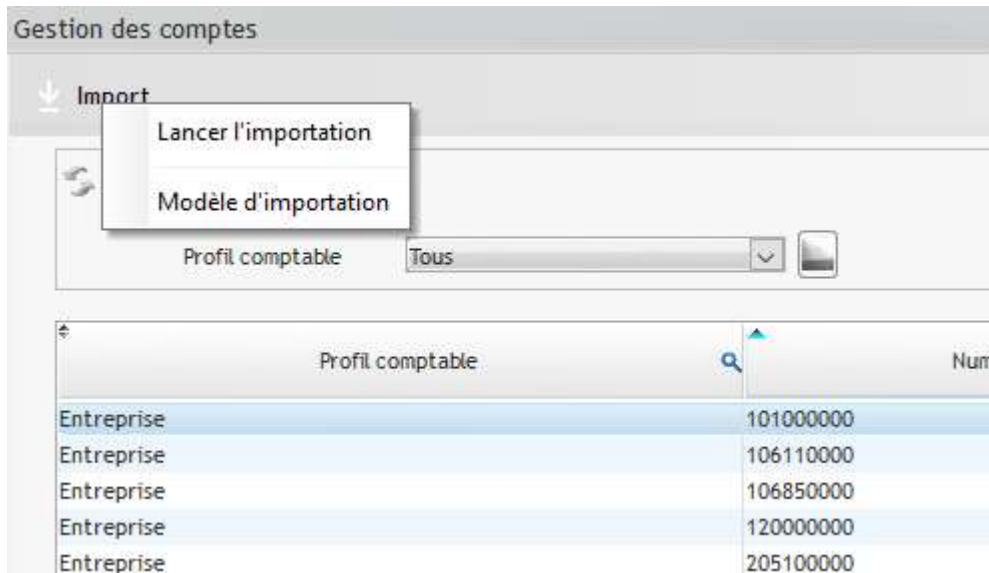 Gestion des comptes
Import
Lancer l'importation
Modèle d'importation
Profil comptable Tous
Profil comptable Num
Entreprise 101000000
Entreprise 106110000
Entreprise 106850000
Entreprise 120000000
Entreprise 205100000